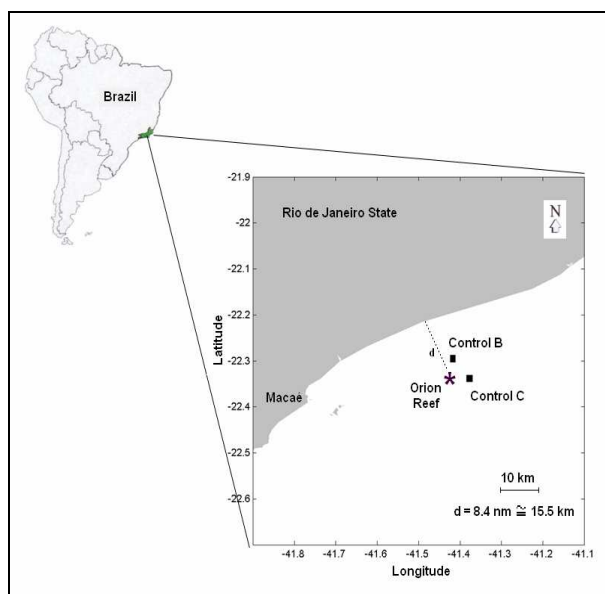 Brazil
Rio de Janeiro State
N
-21.9
-22
-22.1
-22.2
-22.3
-22.4
-22.5
-22.6
Latitude
Control B
d
Orion
Reef
Control C
Macaé
10 km
d = 8.4 nm ≅ 15.5 km
-41.8 -41.7 -41.6 -41.5 -41.4 -41.3 -41.2 -41.1
Longitude